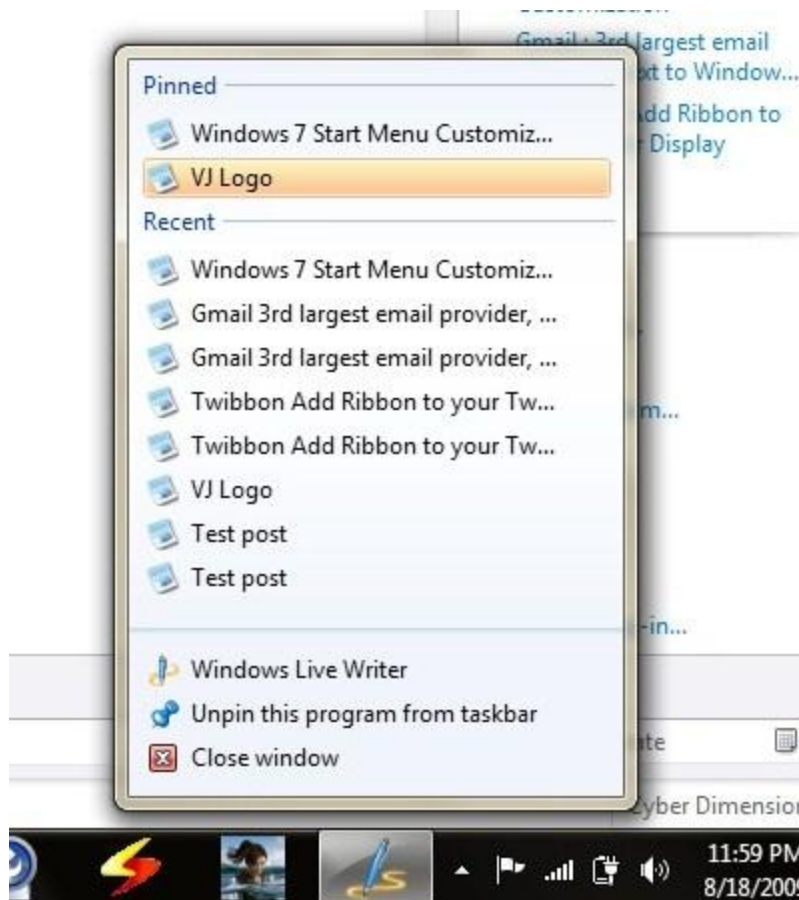 Gmail : 3rd largest email
xt to Window...
dd Ribbon to
Display
Pinned
Windows 7 Start Menu Customiz...
VJ Logo
Recent
Windows 7 Start Menu Customiz...
Gmail 3rd largest email provider, ...
Gmail 3rd largest email provider, ...
Twibbon Add Ribbon to your Tw...
m...
Twibbon Add Ribbon to your Tw...
VJ Logo
Test post
Test post
-in...
Windows Live Writer
Unpin this program from taskbar
Close window
te
yber Dimension
11:59 PM
8/18/2009